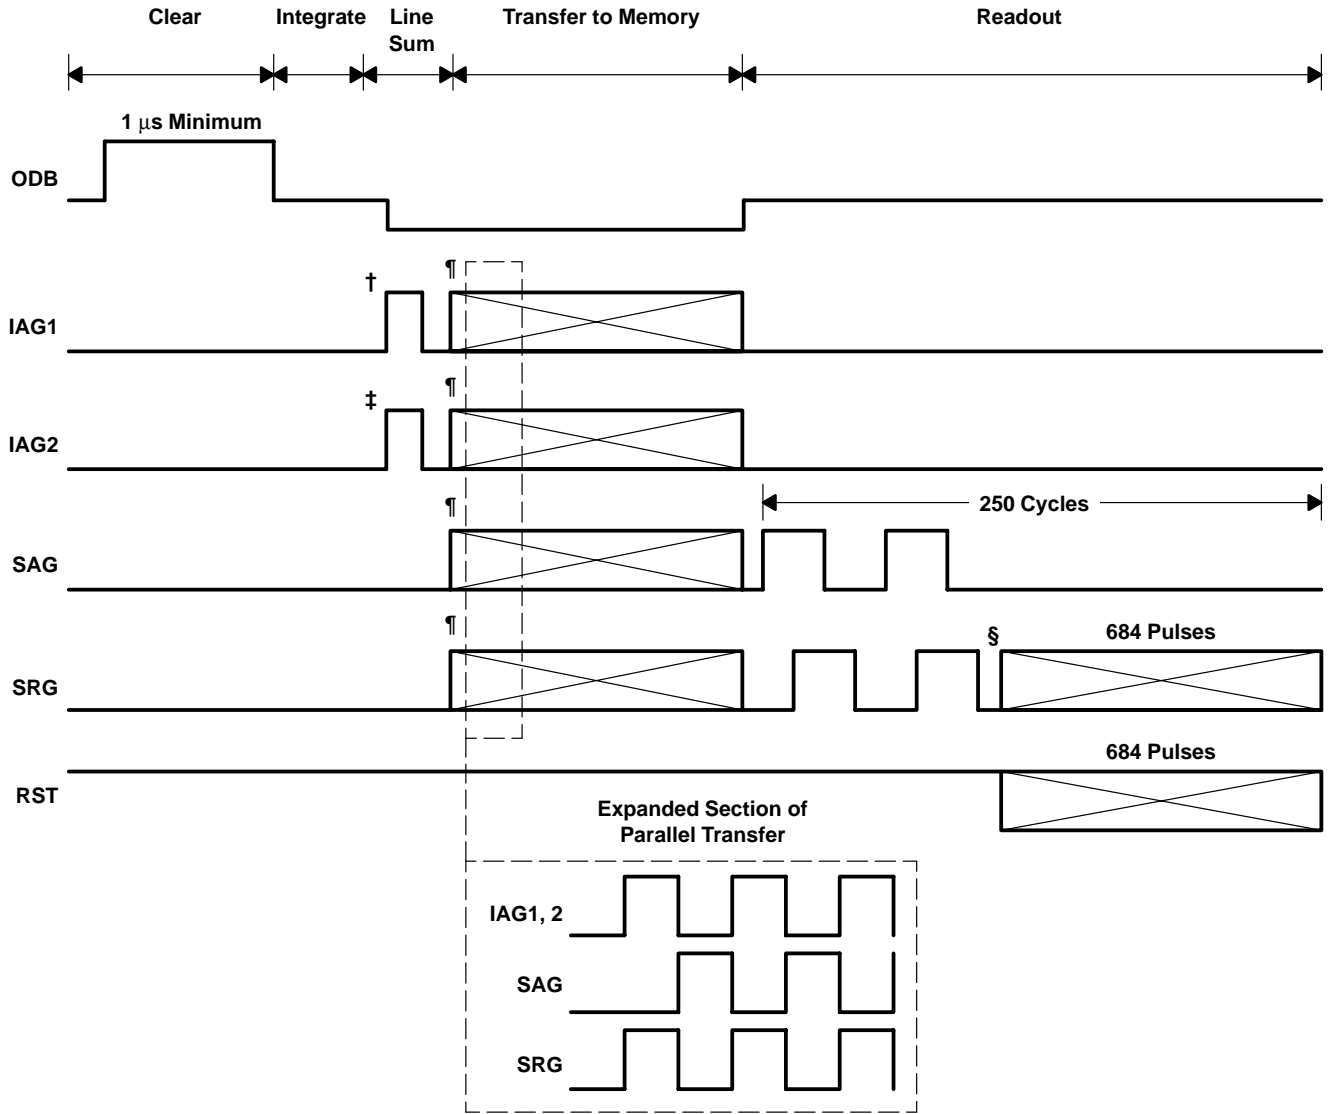 Clear Integrate Line Sum Transfer to Memory Readout
1 μs Minimum
ODB
†
¶
IAG1
‡
¶
IAG2
¶
250 Cycles
SAG
¶
§
684 Pulses
SRG
684 Pulses
RST
Expanded Section of
Parallel Transfer
IAG1, 2
SAG
SRG